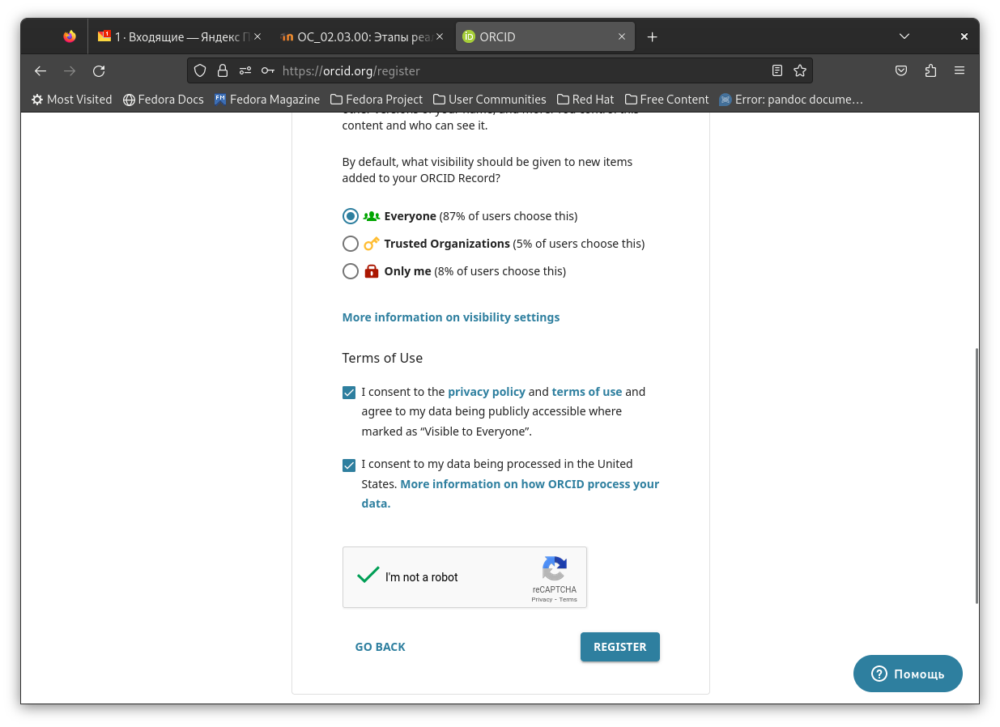 1 · Входящие — Яндекс П
ОС_02.03.00: Этапы реа
iD ORCID
https://orcid.org/register
Most Visited
Fedora Docs
FM Fedora Magazine
Fedora Project
User Communities
Red Hat
Free Content
Error: pandoc docume…
content and who can see it.
By default, what visibility should be given to new items
added to your ORCID Record?
Everyone (87% of users choose this)
Trusted Organizations (5% of users choose this)
Only me (8% of users choose this)
More information on visibility settings
Terms of Use
I consent to the privacy policy and terms of use and
agree to my data being publicly accessible where
marked as “Visible to Everyone”.
I consent to my data being processed in the United
States. More information on how ORCID process your
data.
I'm not a robot
reCAPTCHA
Privacy - Terms
GO BACK
REGISTER
Помощь